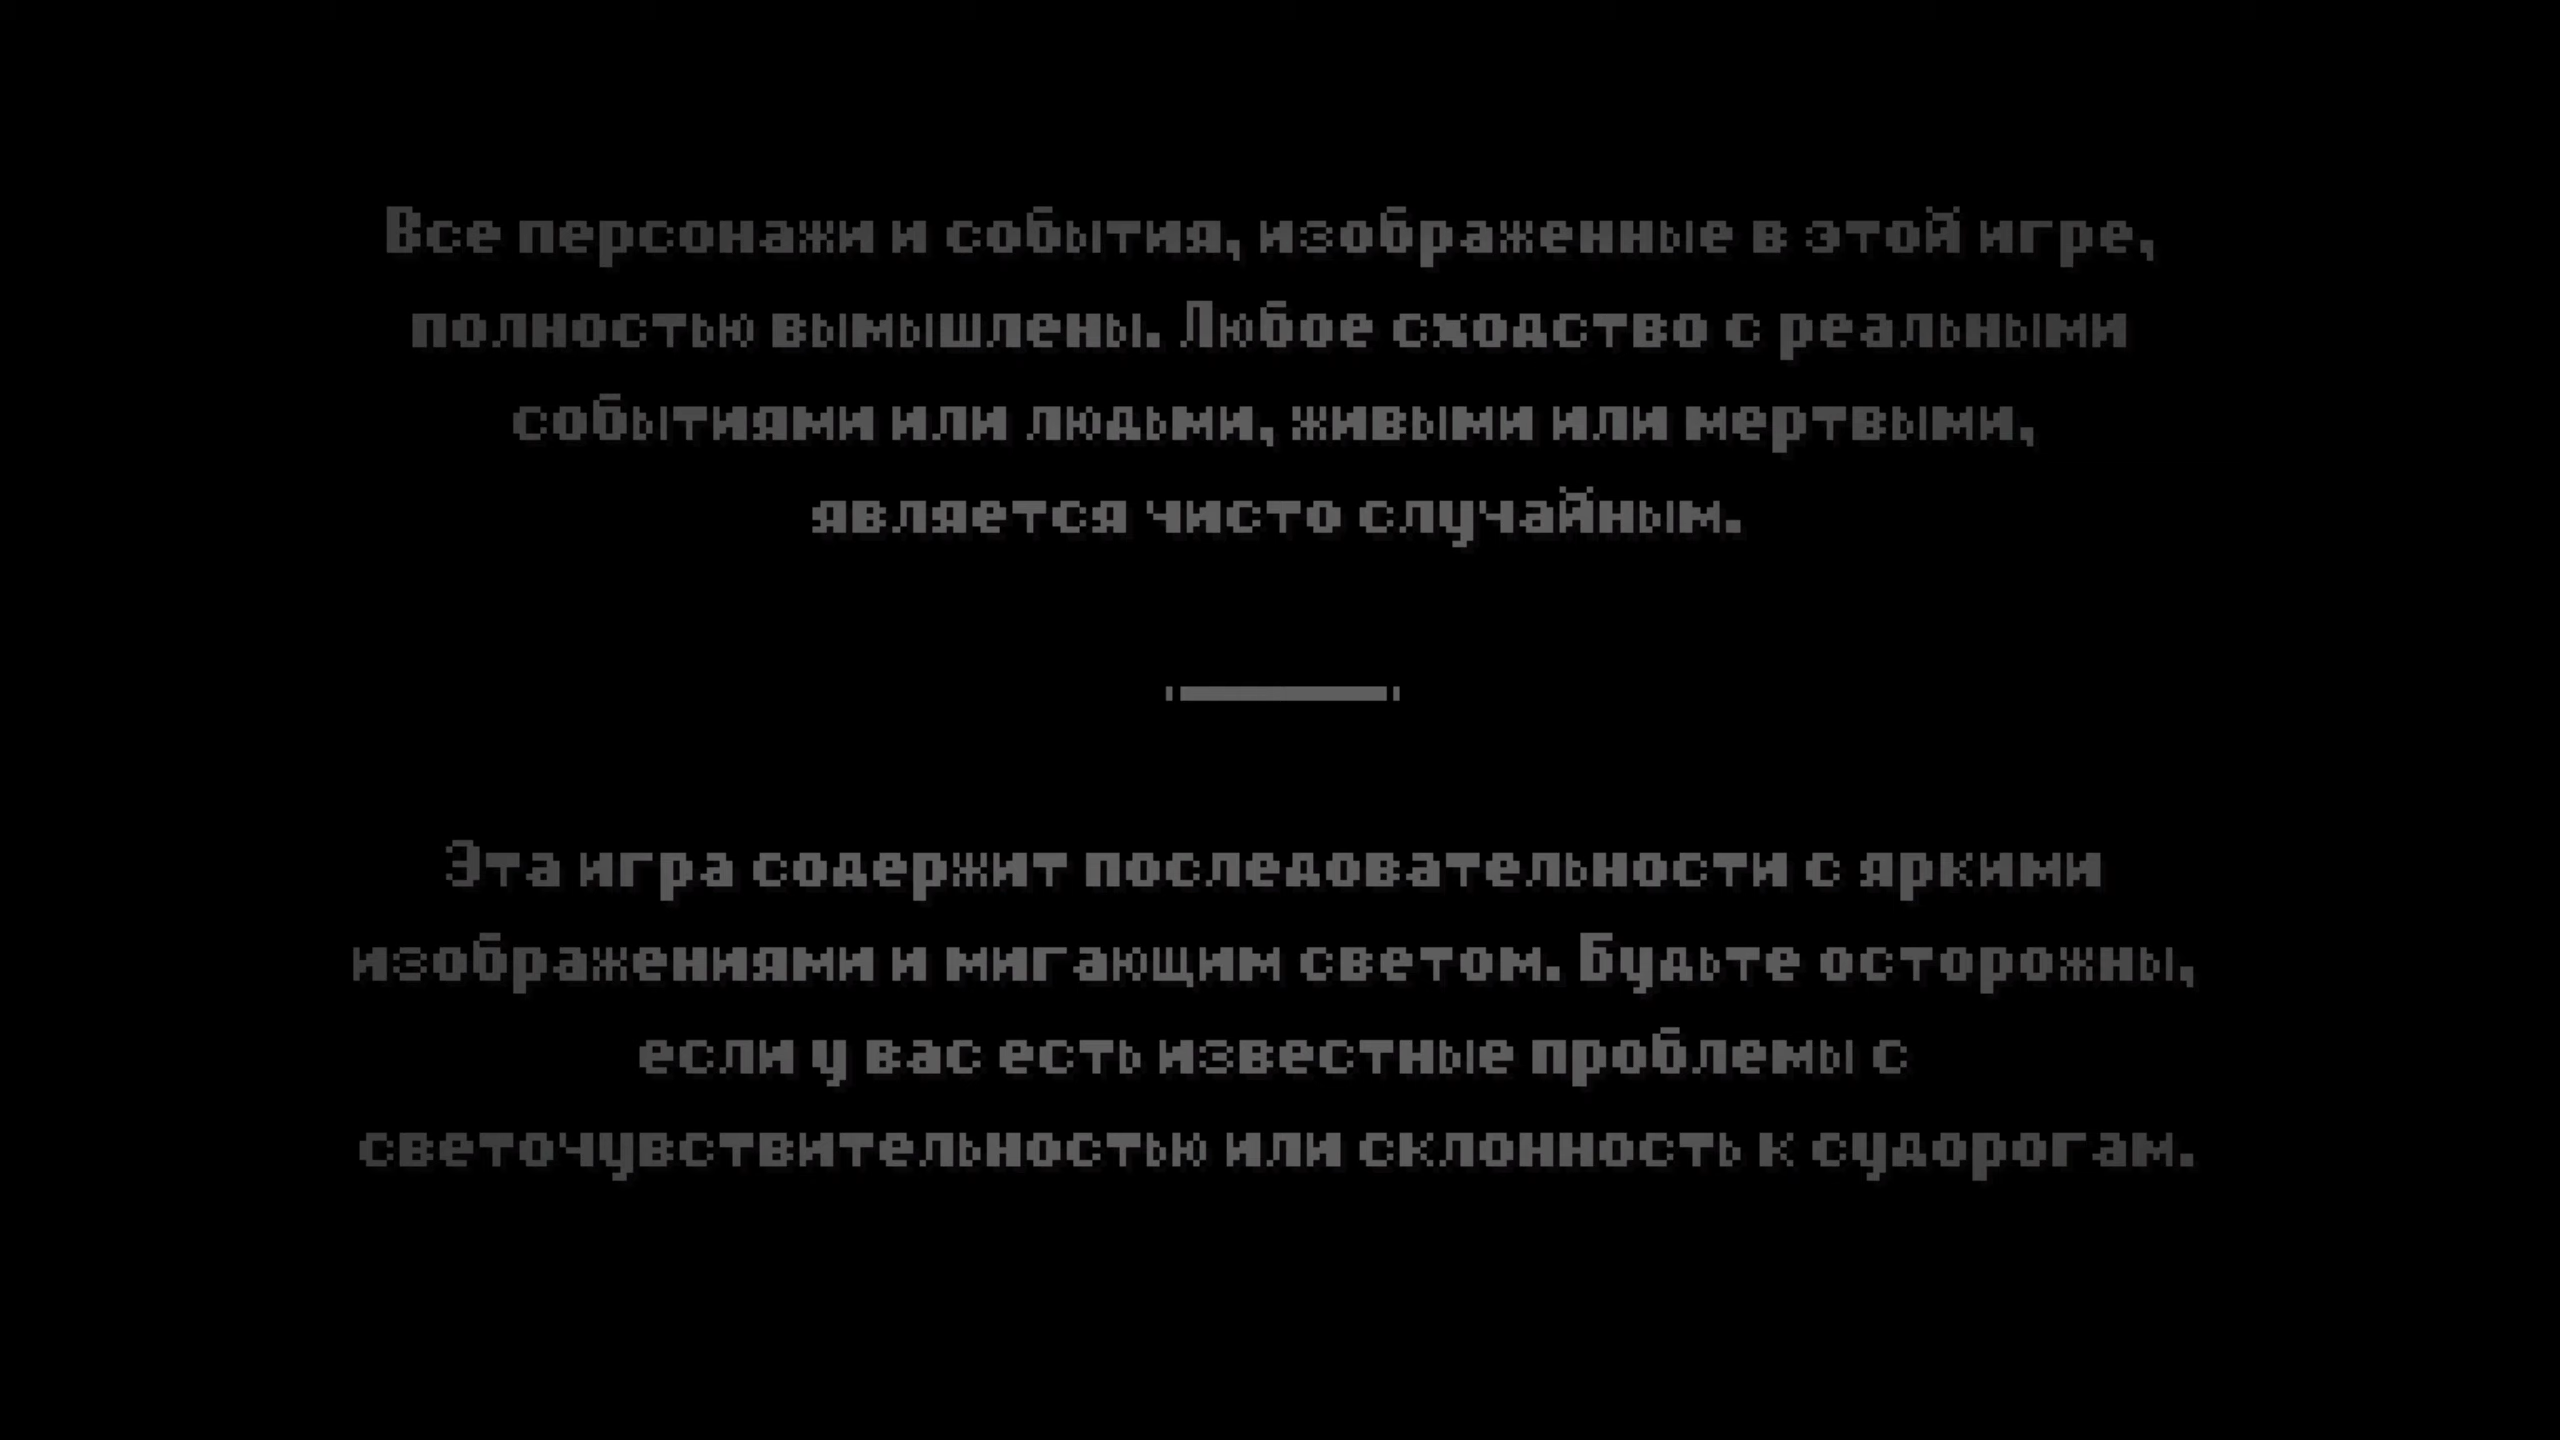 Все персонажи и события, изображенные в этой игре,
полностью вымышлены. Любое сходство с реальными
событиями или людьми, живыми или мертвыми,
является чисто случайным.
Эта игра содержит последовательности с яркими
изображениями и мигающим светом. Будьте осторожны,
если у вас есть известные проблемы с
светочувствительностью или склонность к судорогам.